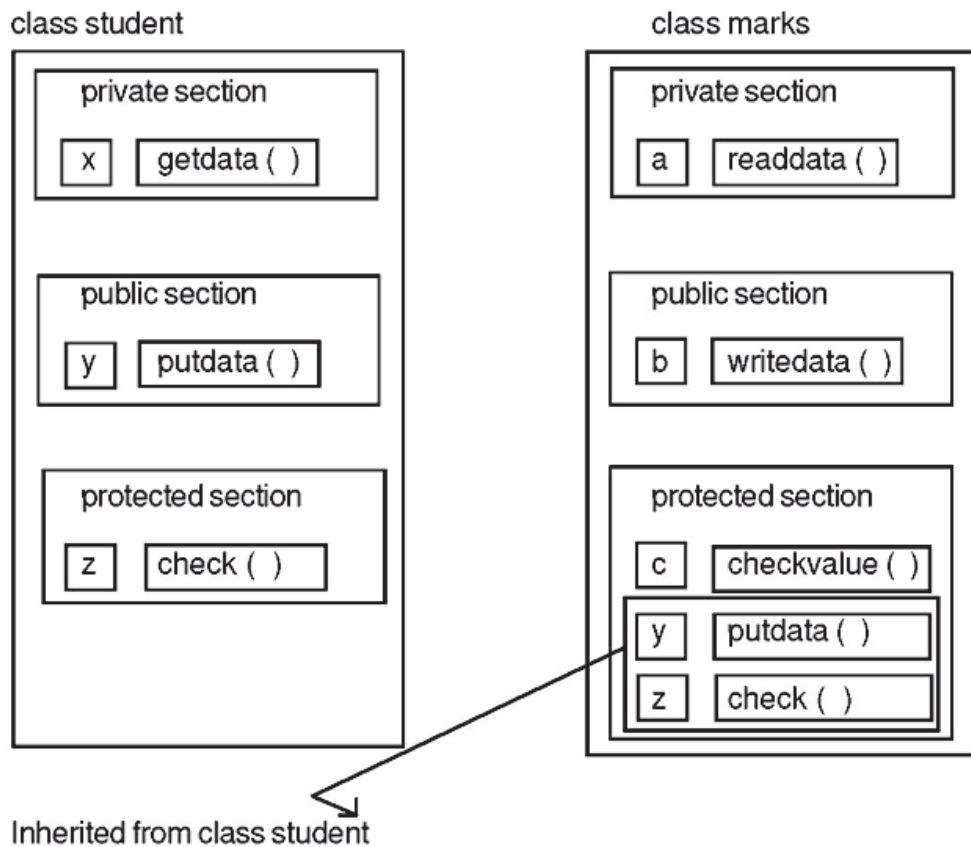 class student
private section
x getdata ( )
public section
y putdata ( )
protected section
z check ( )
class marks
private section
a readdata ( )
public section
b writedata ( )
protected section
c checkvalue ( )
y putdata ( )
z check ( )
Inherited from class student